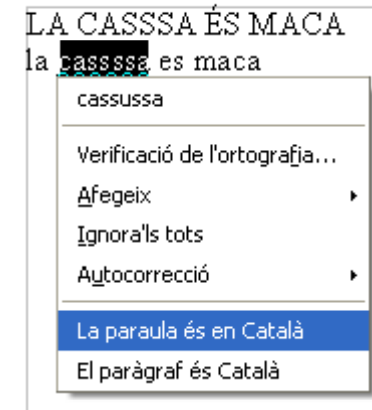 LA CASSSA ÉS MACA
la cassssa es maca
cassussa
Verificació de l'ortografia...
Afegeix
Ignora'ls tots
Autocorrecció
La paraula és en Català
El paràgraf és Català